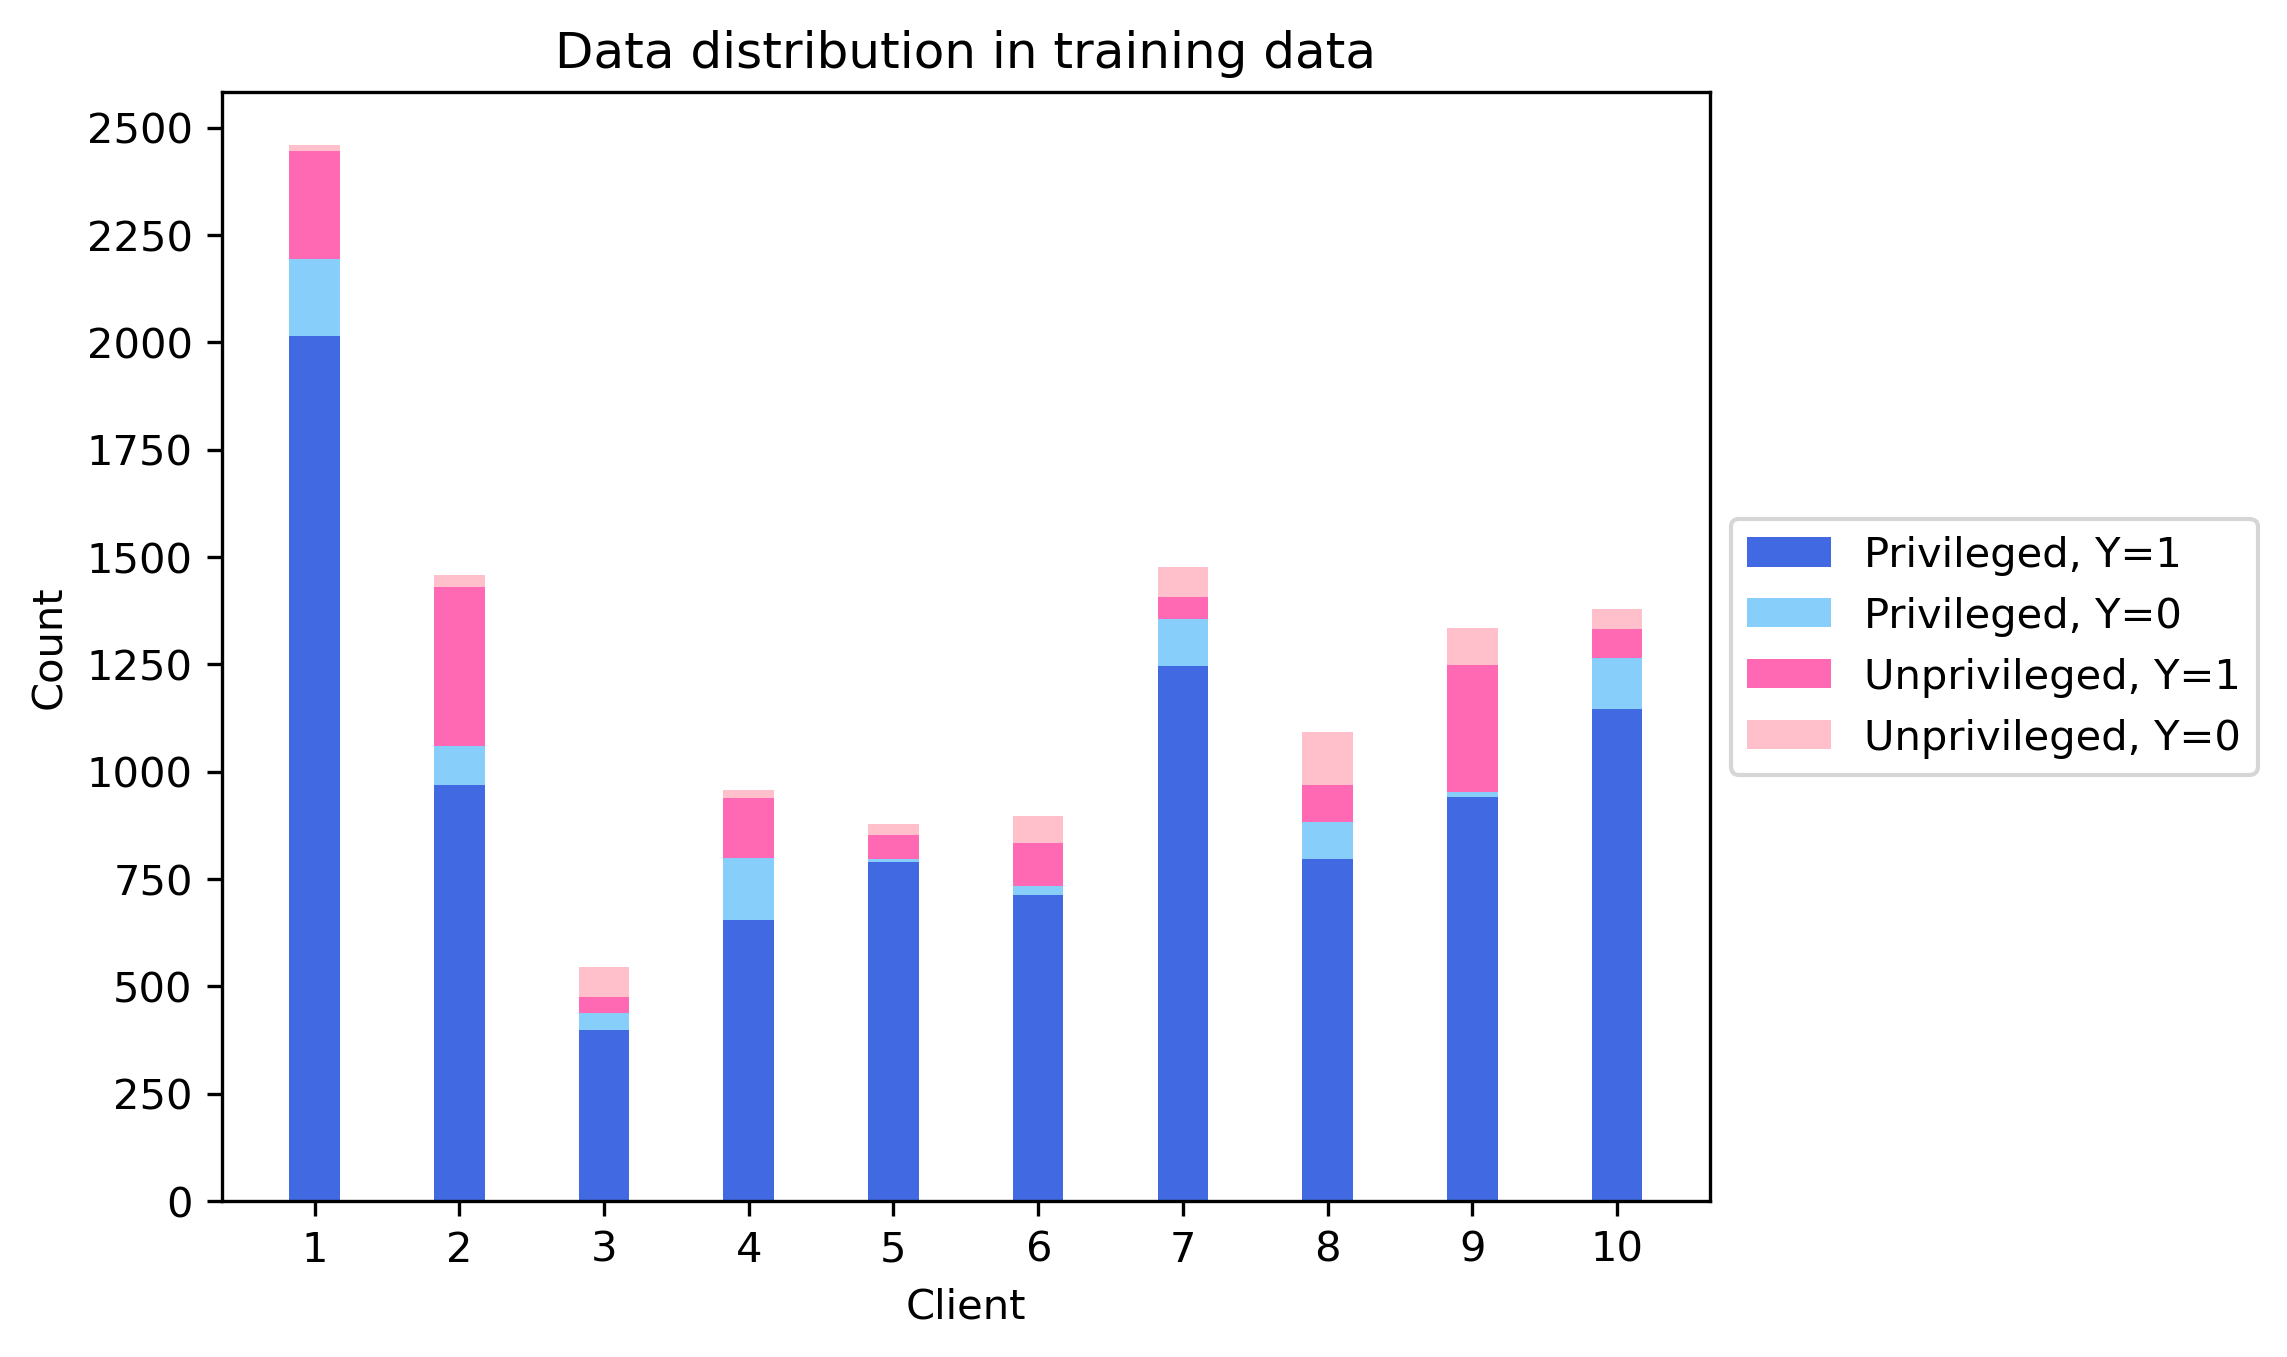 Data distribution in training data
2500
2250
2000
1750
1500
1250
1000
750
500
250
0
Count
1 2 3 4 5 6 7 8 9 10
Client
Privileged, Y=1
Privileged, Y=0
Unprivileged, Y=1
Unprivileged, Y=0